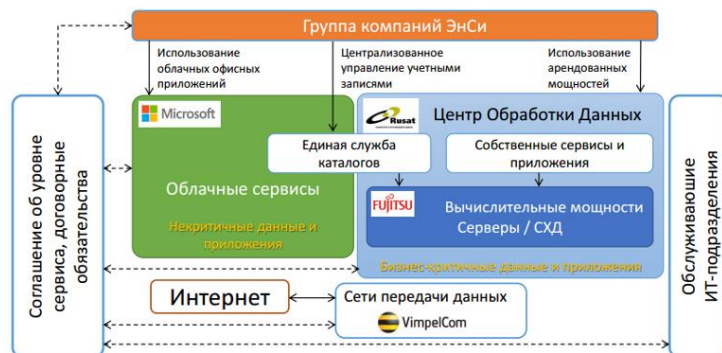 Группа компаний ЭнСи
Использование
облачных офисных
приложений
Централизованное
управление учетными
записями
Использование
арендованных
мощностей
Соглашение об уровне
сервиса, договорные
обязательства
Microsoft
Облачные сервисы
Некритичные данные и
приложения
Rusat
Центр Обработки Данных
Единая служба
каталогов
Собственные сервисы и
приложения
FUJITSU
Вычислительные мощности
Серверы / СХД
Бизнес-критичные данные и приложения
Обслуживающие
ИТ-подразделения
Интернет
Сети передачи данных
VimpelCom